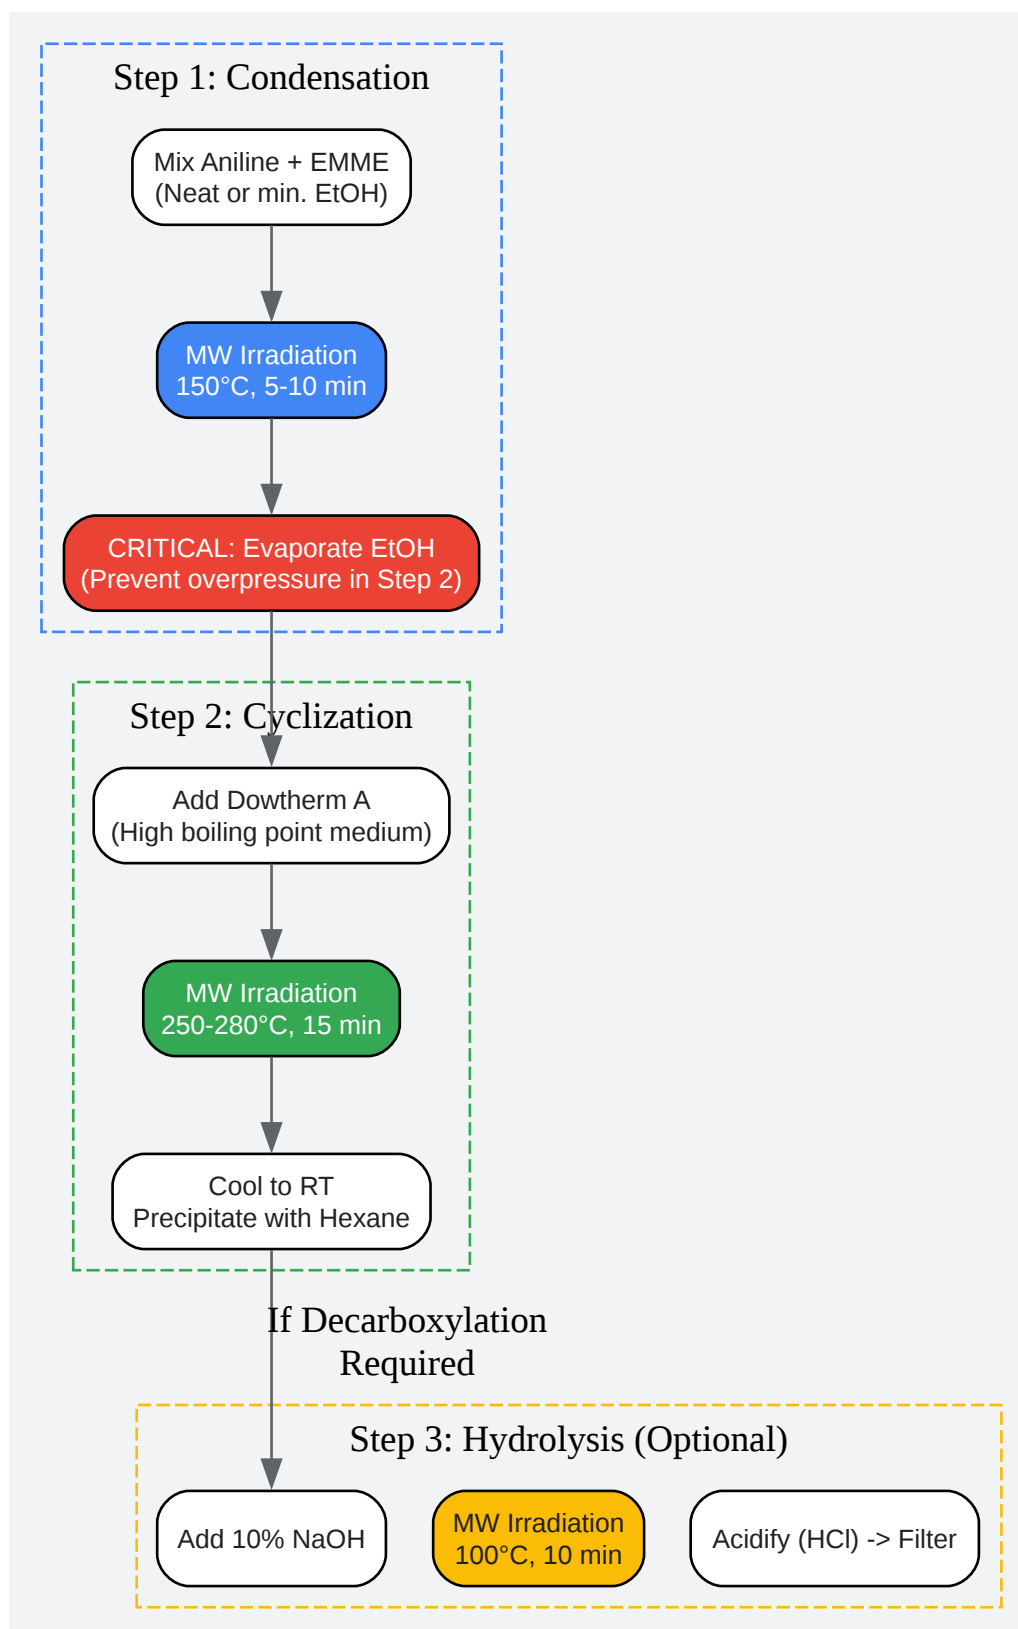 Step 1: Condensation
Mix Aniline + EMME
(Neat or min. EtOH)
MW Irradiation
150°C, 5-10 min
CRITICAL: Evaporate EtOH
(Prevent overpressure in Step 2)
Step 2: Cyclization
Add Dowtherm A
(High boiling point medium)
MW Irradiation
250-280°C, 15 min
Cool to RT
Precipitate with Hexane
If Decarboxylation
Required
Step 3: Hydrolysis (Optional)
Add 10% NaOH
MW Irradiation
100°C, 10 min
Acidify (HCl) -> Filter